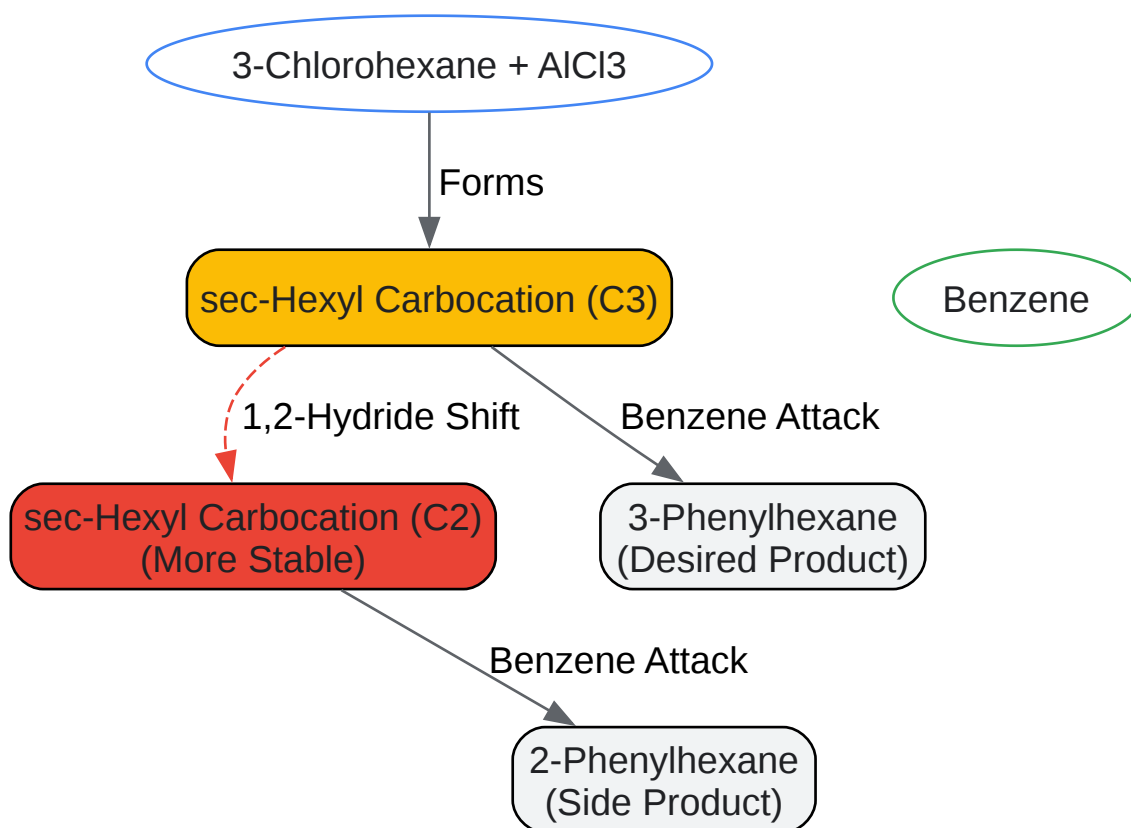 3-Chlorohexane + AlCl3
Forms
sec-Hexyl Carbocation (C3)
Benzene
1,2-Hydride Shift
Benzene Attack
sec-Hexyl Carbocation (C2)
(More Stable)
3-Phenylhexane
(Desired Product)
Benzene Attack
2-Phenylhexane
(Side Product)